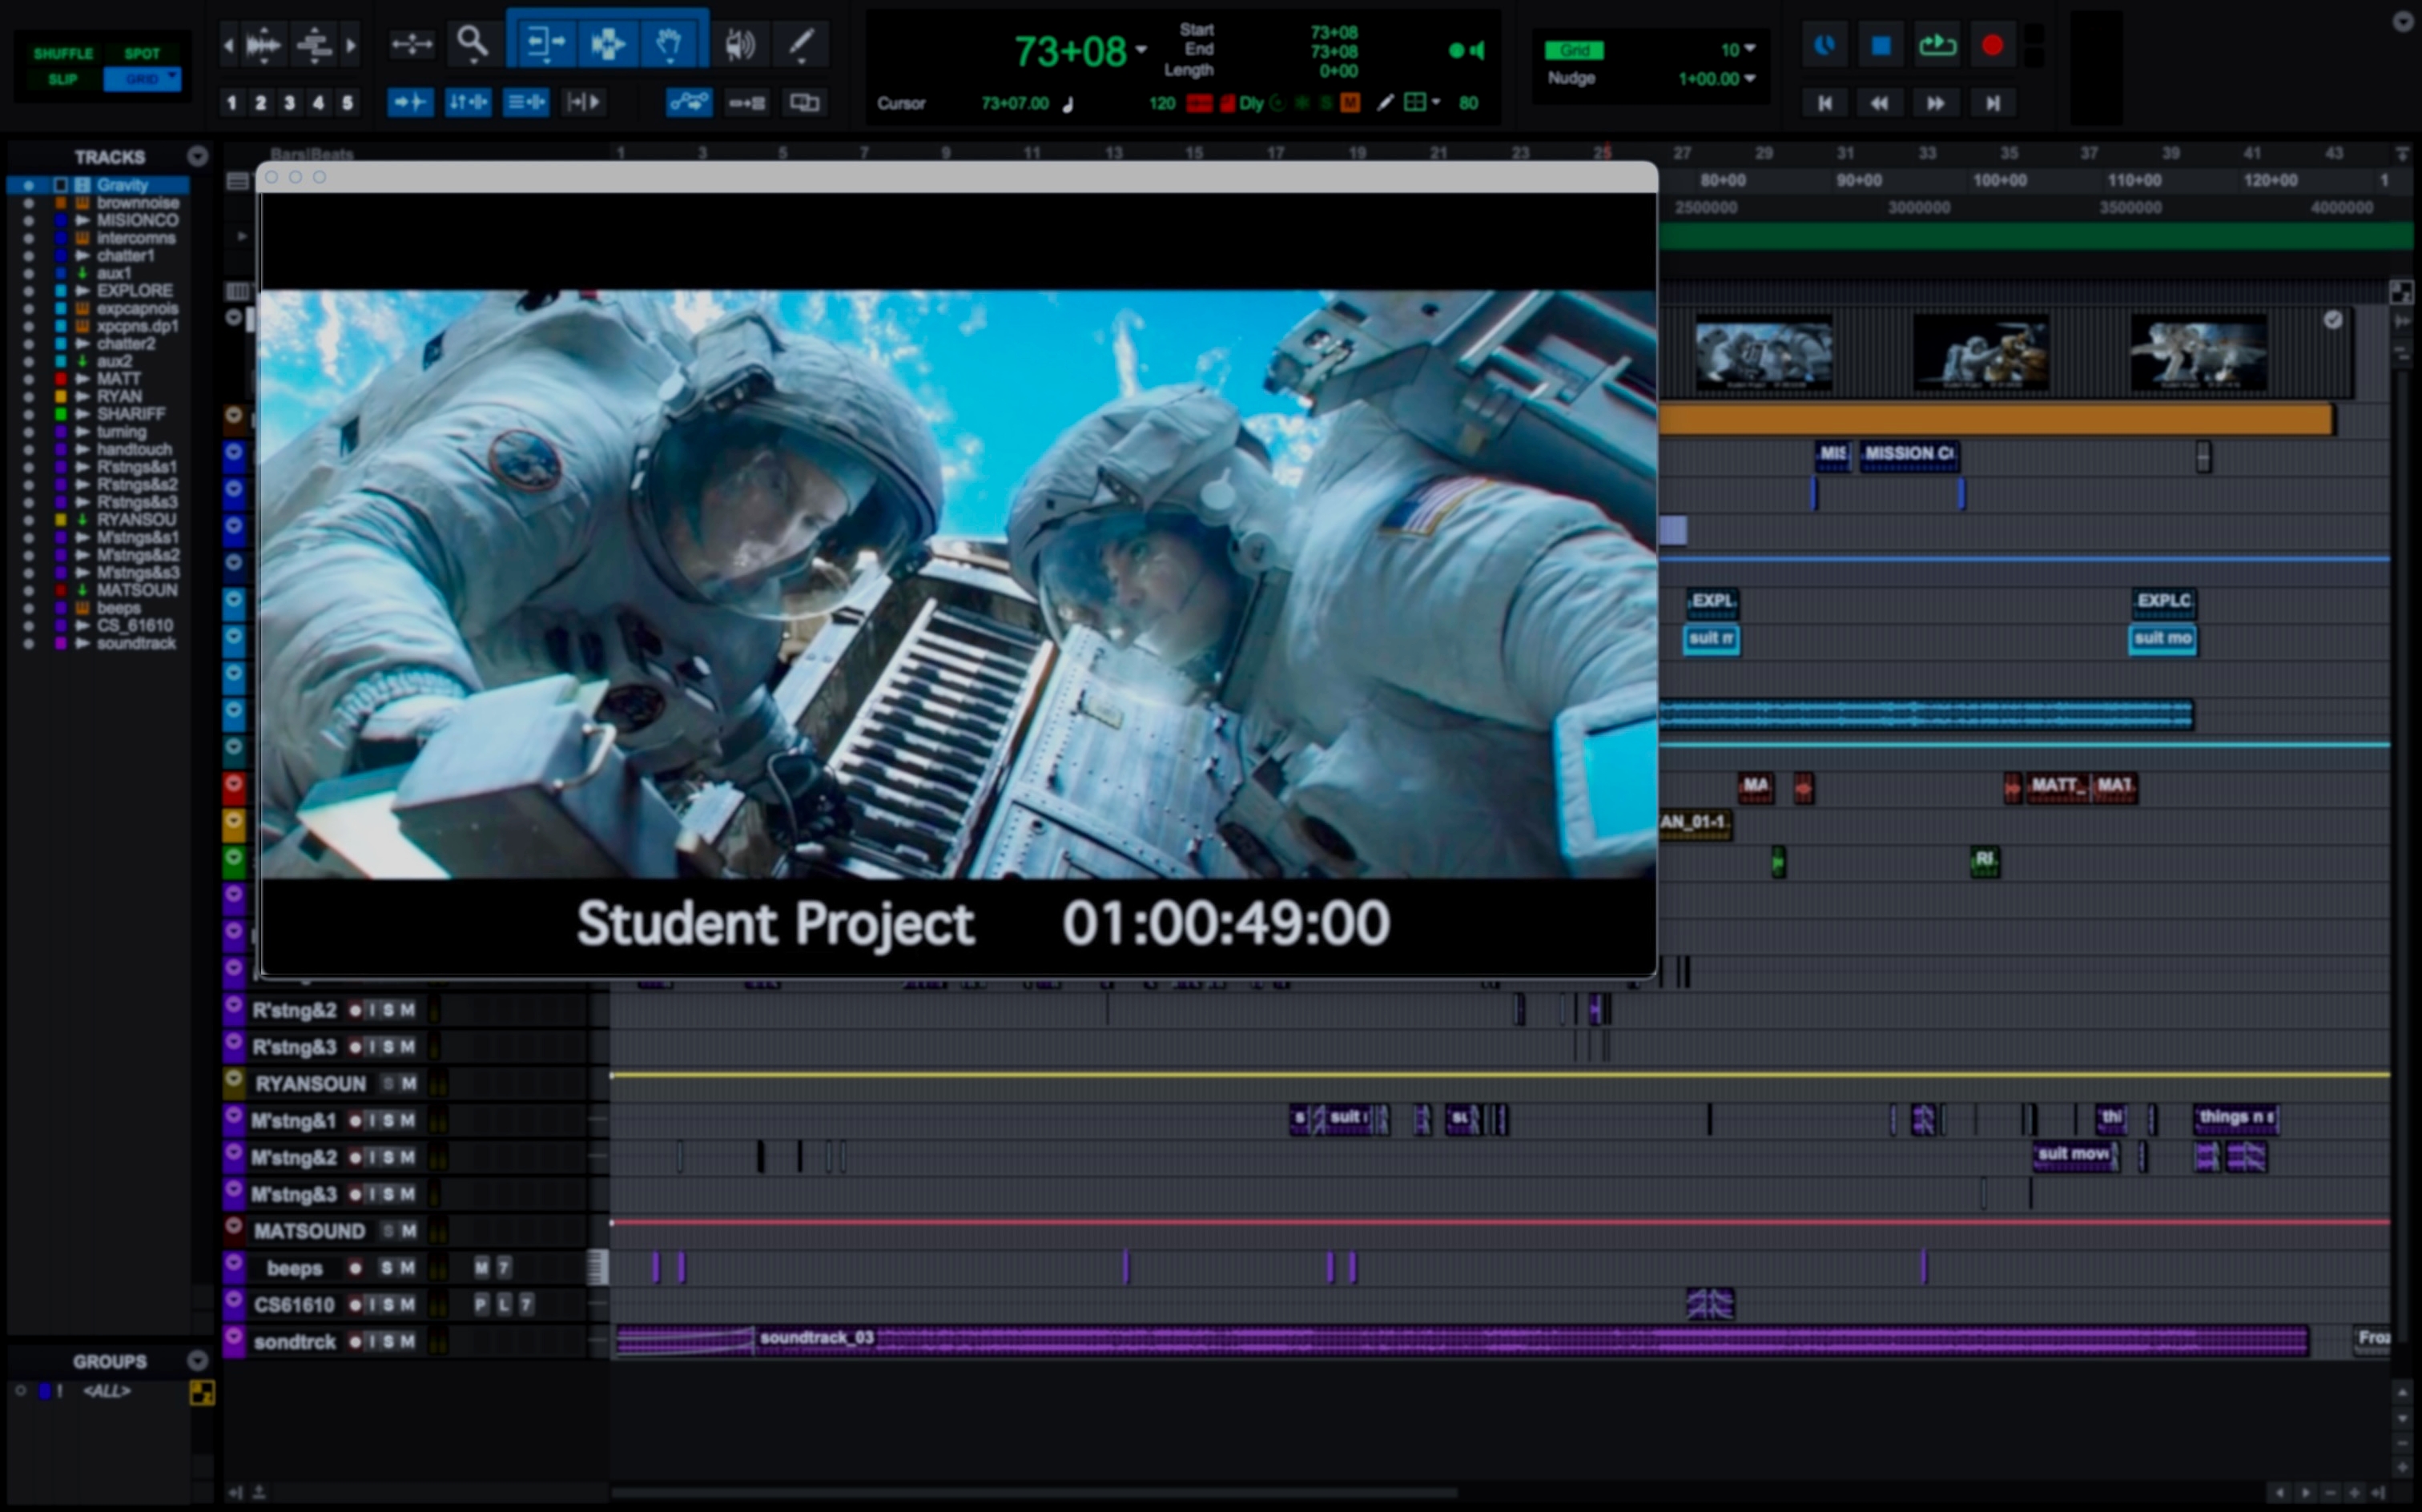 SHUFFLE SPOT
SLIP GRID
1 2 3 4 5
73+08
Start 73+08
End 73+08
Length 0+00
Cursor 73+07.00 120 Dly S M 80
Grid 10
Nudge 1+00.00
TRACKS
Gravity
brownnoise
MISIONCO
intercomns
chatter1
aux1
EXPLORE
expcapnois
xpcpns.dp1
chatter2
aux2
MATT
RYAN
SHARIFF
turning
handtouch
R'stngs&s1
R'stngs&s2
R'stngs&s3
RYANSOU
M'stngs&s1
M'stngs&s2
M'stngs&s3
MATSOUN
beeps
CS_61610
soundtrack
GROUPS
! <ALL>
Bars|Beats 1 3 5 7 9 11 13 15 17 19 21 23 25 27 29 31 33 35 37 39 41 43
80+00 90+00 100+00 110+00 120+00 1
2500000 3000000 3500000 4000000
MIS MISSION C
EXPL EXPLC
suit m suit mo
MA MATT_ MAT
AN_01-1
RI
Student Project 01:00:49:00
R'stng&2 I S M
R'stng&3 I S M
RYANSOUN S M
M'stng&1 I S M s suit su thi things n s
M'stng&2 I S M suit move
M'stng&3 I S M
MATSOUND S M
beeps S M M 7
CS61610 I S M P L 7
sondtrck I S M soundtrack_03 Froz